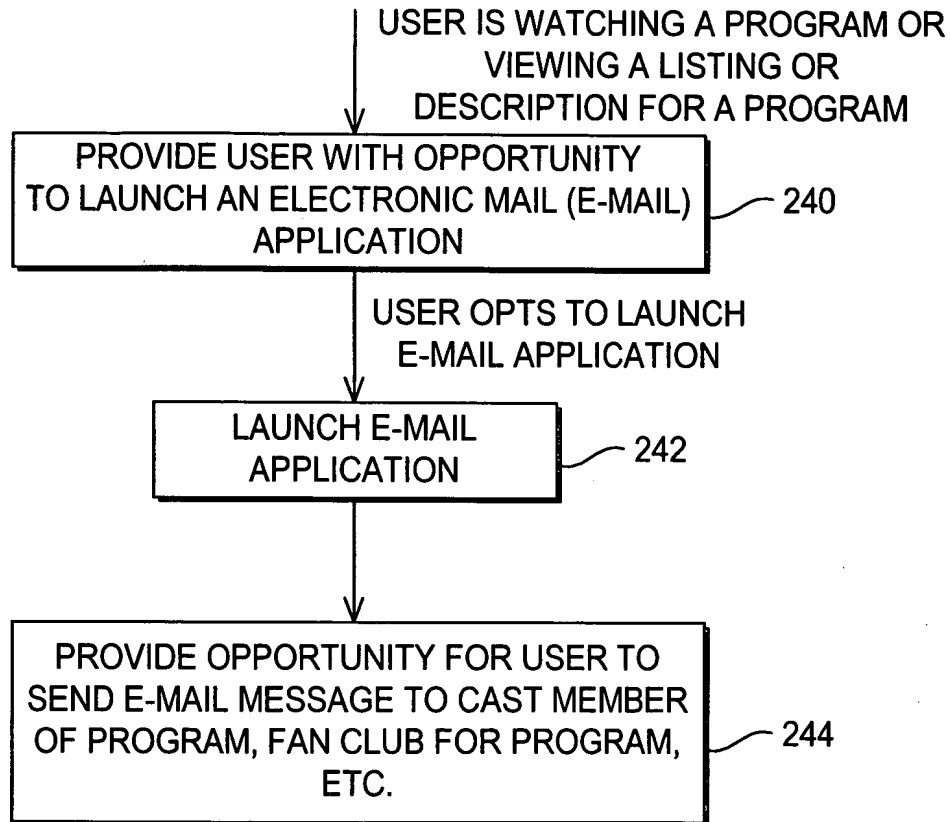 USER IS WATCHING A PROGRAM OR
VIEWING A LISTING OR
DESCRIPTION FOR A PROGRAM
PROVIDE USER WITH OPPORTUNITY
TO LAUNCH AN ELECTRONIC MAIL (E-MAIL)
APPLICATION
240
USER OPTS TO LAUNCH
E-MAIL APPLICATION
LAUNCH E-MAIL
APPLICATION
242
PROVIDE OPPORTUNITY FOR USER TO
SEND E-MAIL MESSAGE TO CAST MEMBER
OF PROGRAM, FAN CLUB FOR PROGRAM,
ETC.
244